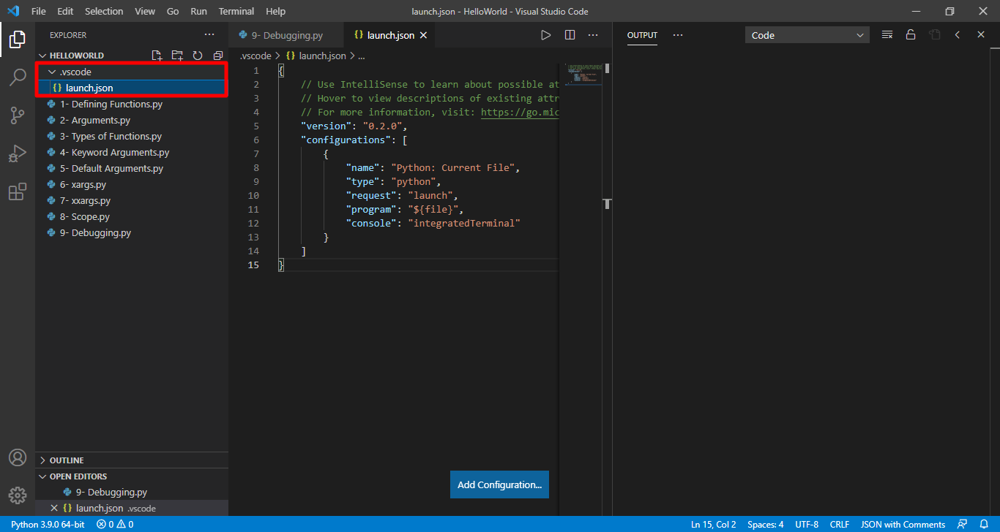 File Edit Selection View Go Run Terminal Help
launch.json - HelloWorld - Visual Studio Code
EXPLORER
HELLOWORLD
.vscode
{} launch.json
1- Defining Functions.py
2- Arguments.py
3- Types of Functions.py
4- Keyword Arguments.py
5- Default Arguments.py
6- xargs.py
7- xxargs.py
8- Scope.py
9- Debugging.py
OUTLINE
OPEN EDITORS
9- Debugging.py
{} launch.json .vscode
9- Debugging.py
{} launch.json
.vscode > {} launch.json > ...
1 {
2 // Use IntelliSense to learn about possible at
3 // Hover to view descriptions of existing attr
4 // For more information, visit: https://go.mic
5 "version": "0.2.0",
6 "configurations": [
7 {
8 "name": "Python: Current File",
9 "type": "python",
10 "request": "launch",
11 "program": "${file}",
12 "console": "integratedTerminal"
13 }
14 ]
15 }
Add Configuration...
OUTPUT
Code
Python 3.9.0 64-bit 0 0
Ln 15, Col 2 Spaces: 4 UTF-8 CRLF JSON with Comments